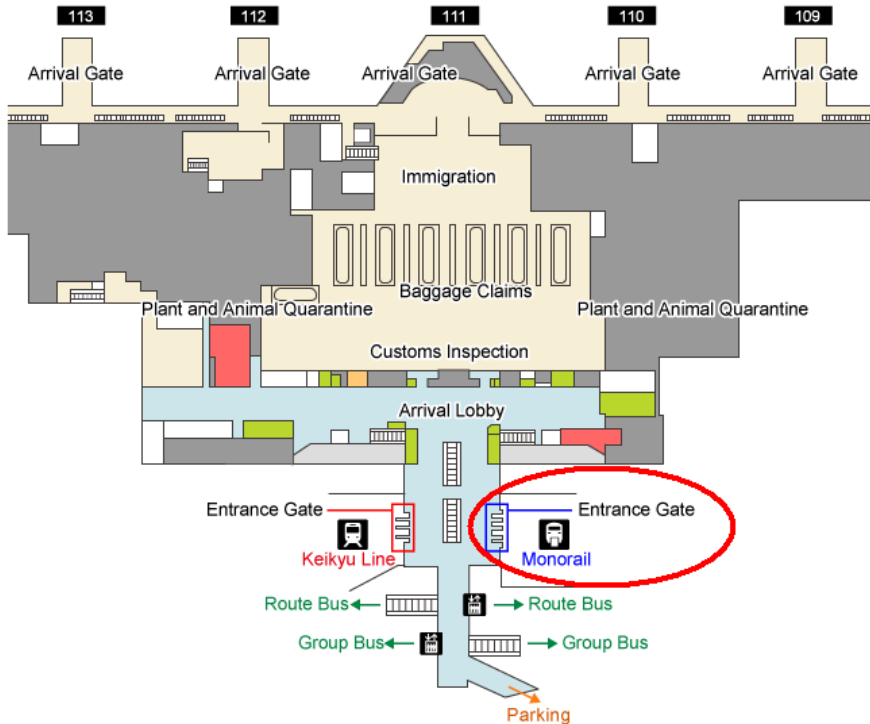 113
112
111
110
109
Arrival Gate
Arrival Gate
Arrival Gate
Arrival Gate
Arrival Gate
Immigration
Baggage Claims
Plant and Animal Quarantine
Plant and Animal Quarantine
Customs Inspection
Arrival Lobby
Entrance Gate
Entrance Gate
Keikyu Line
Monorail
Route Bus
Route Bus
Group Bus
Group Bus
Parking